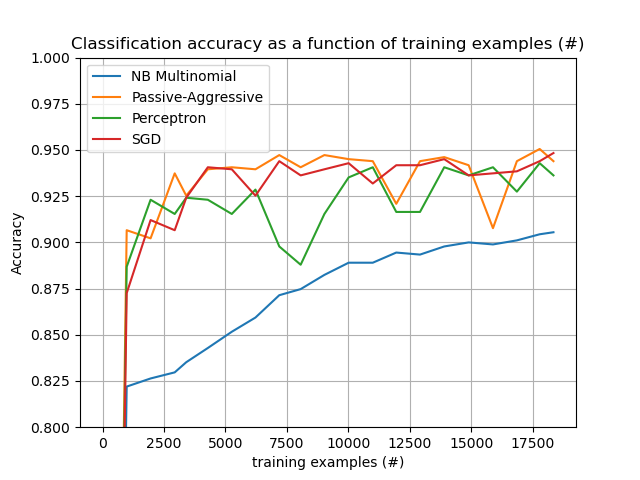 Classification accuracy as a function of training examples (#)
1.000
0.975
0.950
0.925
0.900
0.875
0.850
0.825
0.800
Accuracy
NB Multinomial
Passive-Aggressive
Perceptron
SGD
0
2500
5000
7500
10000
12500
15000
17500
training examples (#)